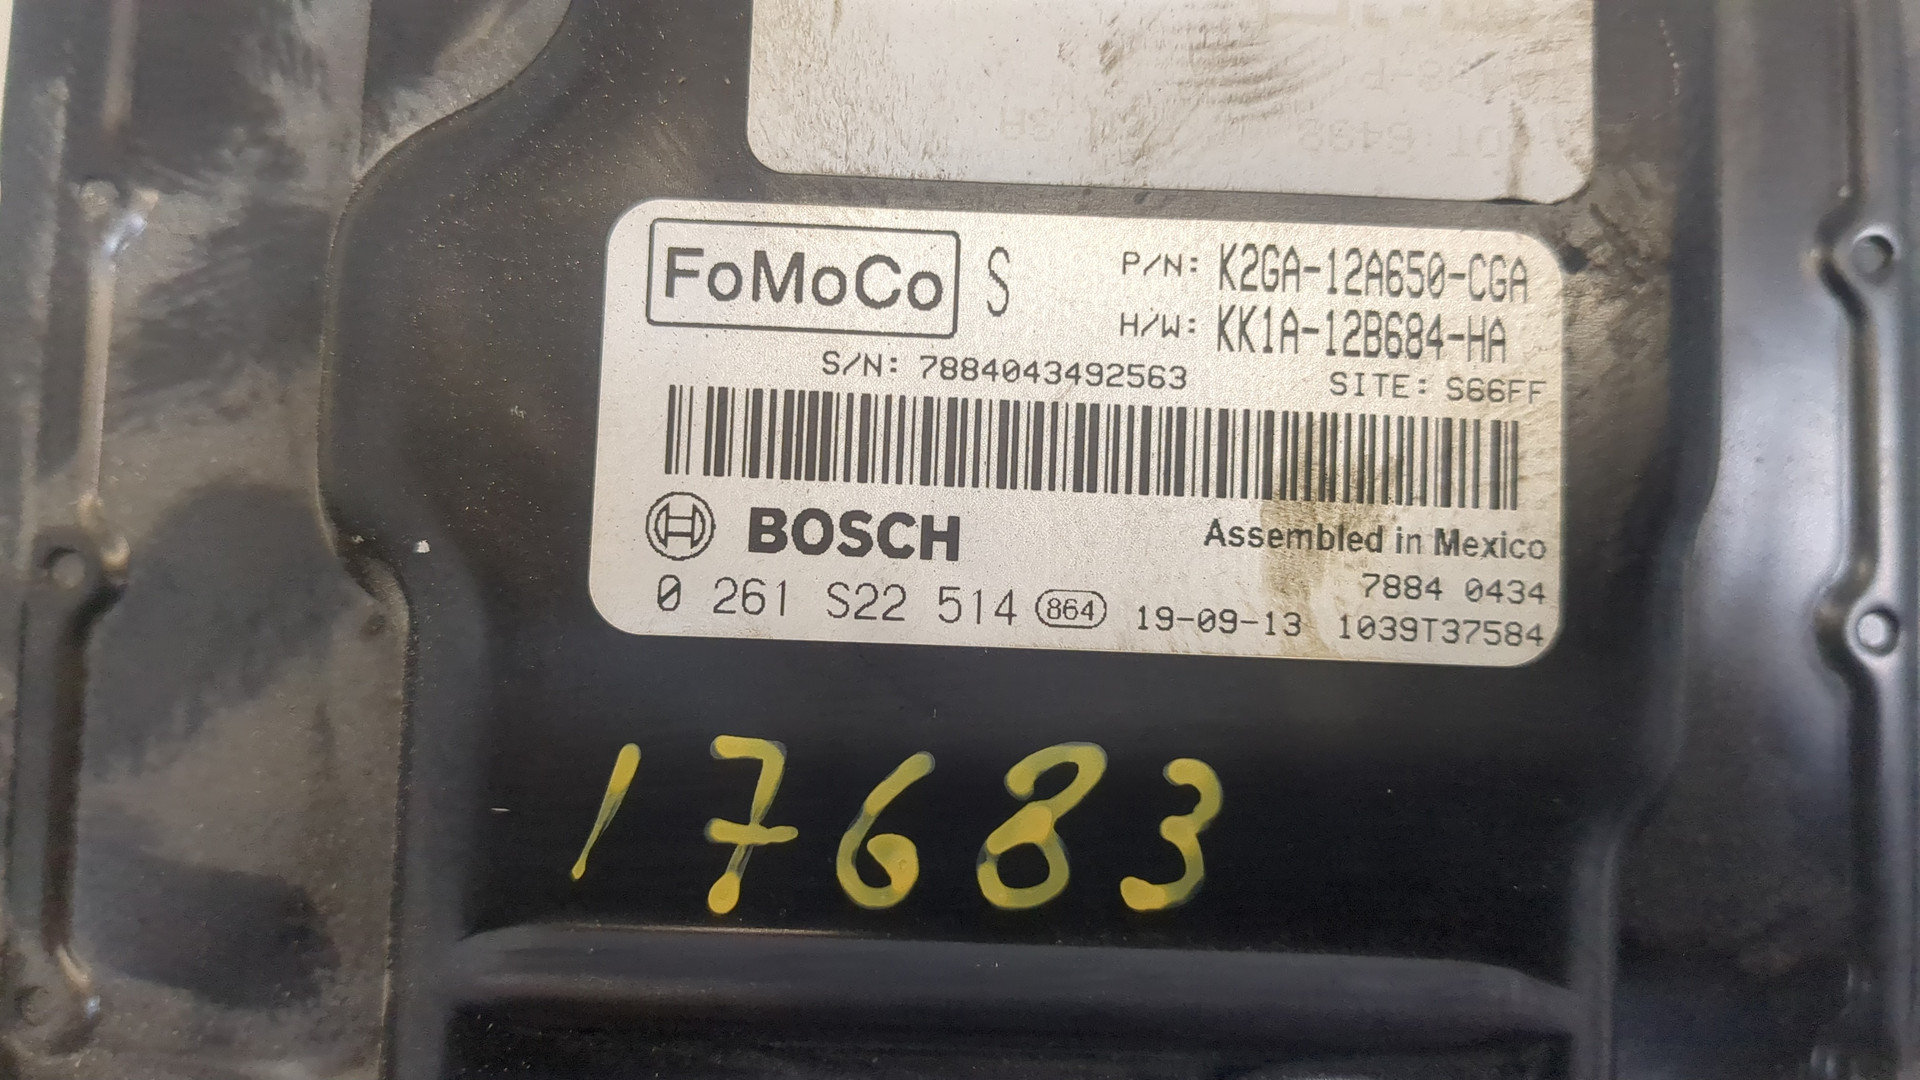 FoMoCo S P/N: K2GA-12A650-CGA
H/W: KK1A-12B684-HA
S/N: 7884043492563 SITE: S66FF
BOSCH Assembled in Mexico
7884 0434
0 261 S22 514 864 19-09-13 1039T37584
17683